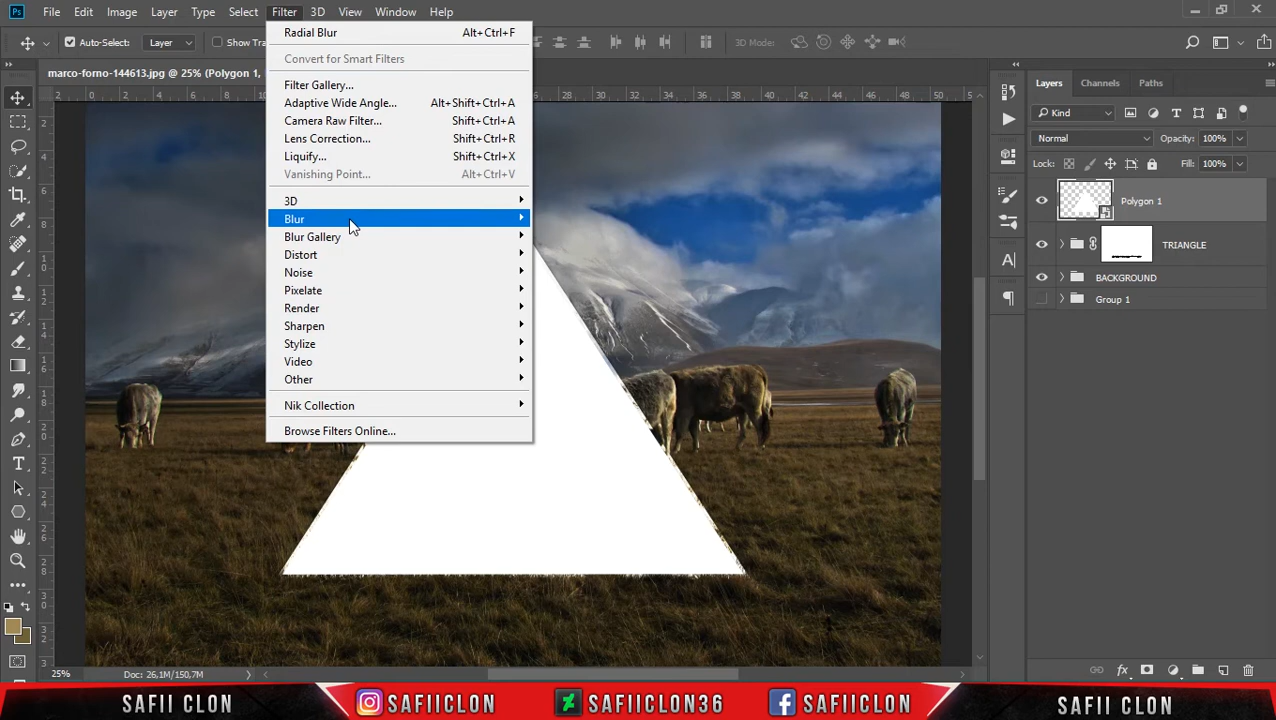 Ps File Edit Image Layer Type Select Filter 3D View Window Help
Auto-Select: Layer Show Tra 3D Mode:
marco-forno-144613.jpg @ 25% (Polygon 1,
Radial Blur Alt+Ctrl+F
Convert for Smart Filters
Filter Gallery...
Adaptive Wide Angle... Alt+Shift+Ctrl+A
Camera Raw Filter... Shift+Ctrl+A
Lens Correction... Shift+Ctrl+R
Liquify... Shift+Ctrl+X
Vanishing Point... Alt+Ctrl+V
3D
Blur
Blur Gallery
Distort
Noise
Pixelate
Render
Sharpen
Stylize
Video
Other
Nik Collection
Browse Filters Online...
Layers Channels Paths
Kind
Normal Opacity: 100%
Lock: Fill: 100%
Polygon 1
TRIANGLE
BACKGROUND
Group 1
25% Doc: 26,1M/150,7M
SAFII CLON SAFIICLON SAFIICLON36 SAFIICLON SAFII CLON